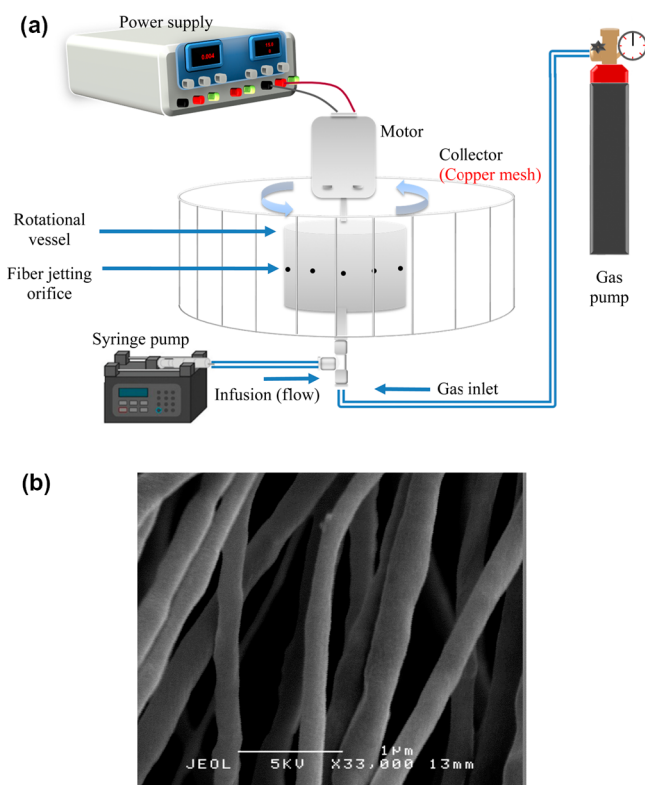 (a)
Power supply
Motor
Collector
(Copper mesh)
Rotational
vessel
Fiber jetting
orifice
Gas
pump
Syringe pump
Infusion (flow)
Gas inlet
(b)
1µm
JEOL 5KV X33,000 13mm